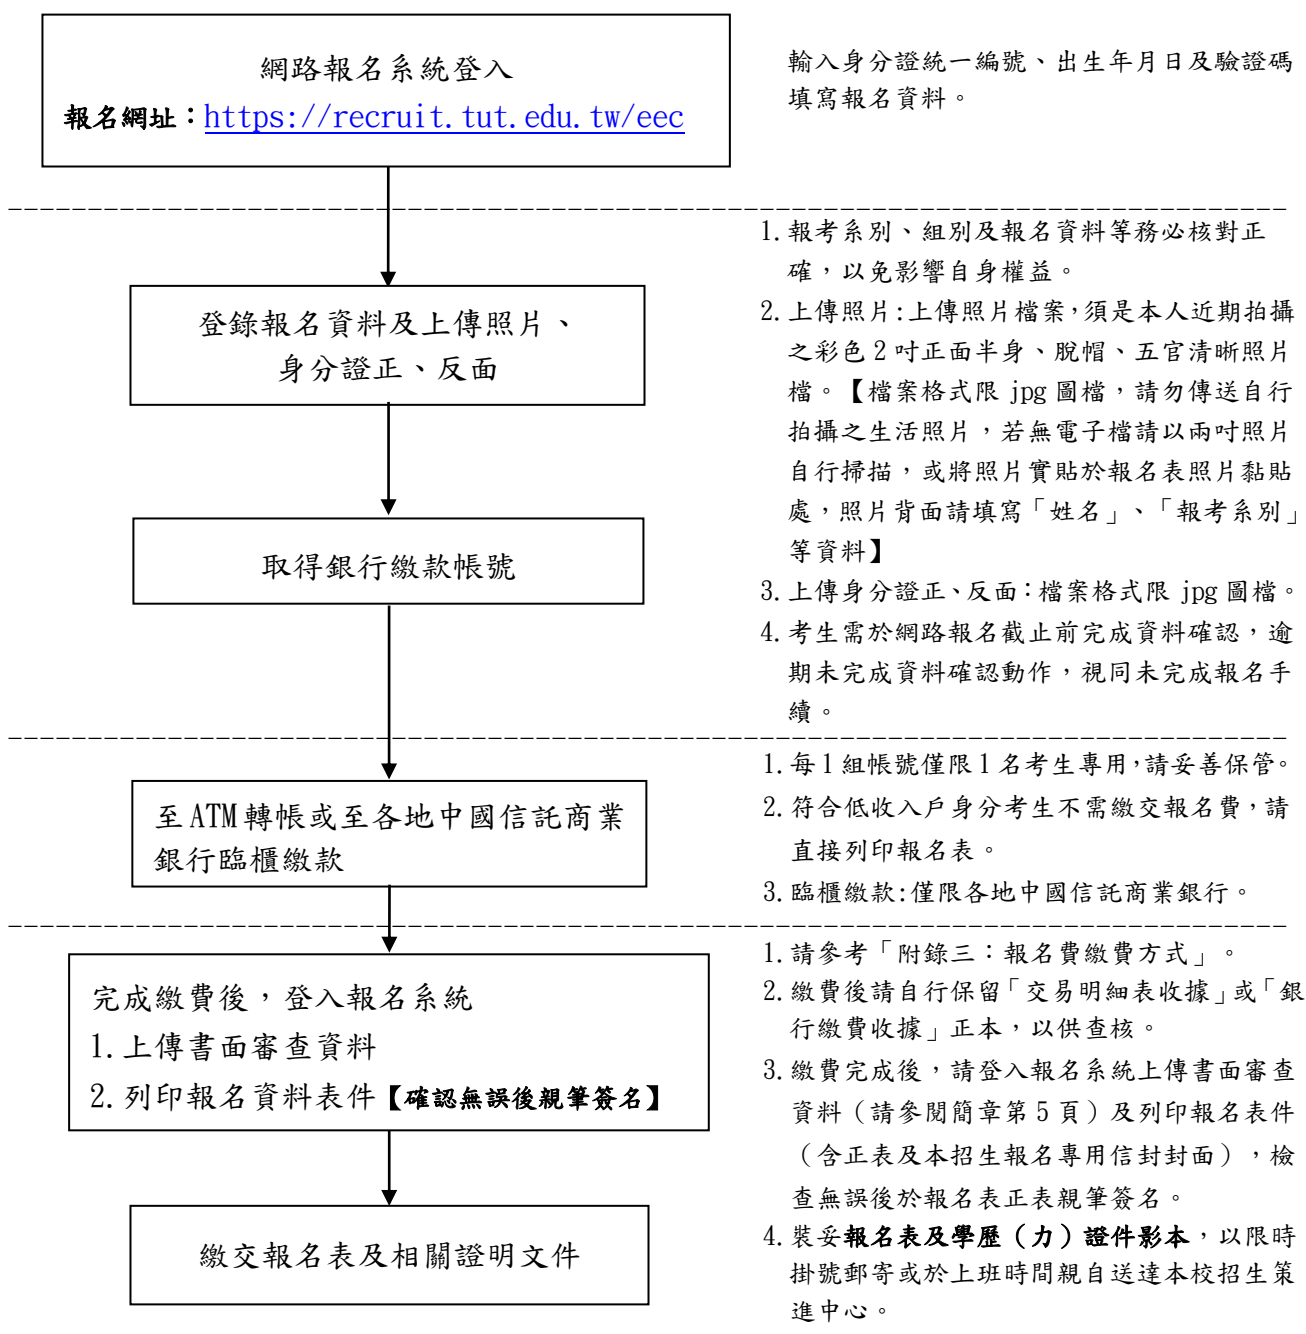 網路報名系統登入
報名網址：https://recruit.tut.edu.tw/eec
輸入身分證統一編號、出生年月日及驗證碼
填寫報名資料。
登錄報名資料及上傳照片、
身分證正、反面
取得銀行繳款帳號
1.報考系別、組別及報名資料等務必核對正
確，以免影響自身權益。
2.上傳照片:上傳照片檔案，須是本人近期拍攝
之彩色2吋正面半身、脫帽、五官清晰照片
檔。【檔案格式限 jpg 圖檔，請勿傳送自行
拍攝之生活照片，若無電子檔請以兩吋照片
自行掃描，或將照片實貼於報名表照片黏貼
處，照片背面請填寫「姓名」、「報考系別」
等資料】
3.上傳身分證正、反面：檔案格式限 jpg 圖檔。
4.考生需於網路報名截止前完成資料確認，逾
期未完成資料確認動作，視同未完成報名手
續。
至ATM轉帳或至各地中國信託商業
銀行臨櫃繳款
1.每1組帳號僅限1名考生專用，請妥善保管。
2.符合低收入戶身分考生不需繳交報名費，請
直接列印報名表。
3.臨櫃繳款:僅限各地中國信託商業銀行。
完成繳費後，登入報名系統
1.上傳書面審查資料
2.列印報名資料表件【確認無誤後親筆簽名】
繳交報名表及相關證明文件
1.請參考「附錄三：報名費繳費方式」。
2.繳費後請自行保留「交易明細表收據」或「銀
行繳費收據」正本，以供查核。
3.繳費完成後，請登入報名系統上傳書面審查
資料（請參閱簡章第5頁）及列印報名表件
（含正表及本招生報名專用信封封面），檢
查無誤後於報名表正表親筆簽名。
4.裝妥報名表及學歷（力）證件影本，以限時
掛號郵寄或於上班時間親自送達本校招生策
進中心。